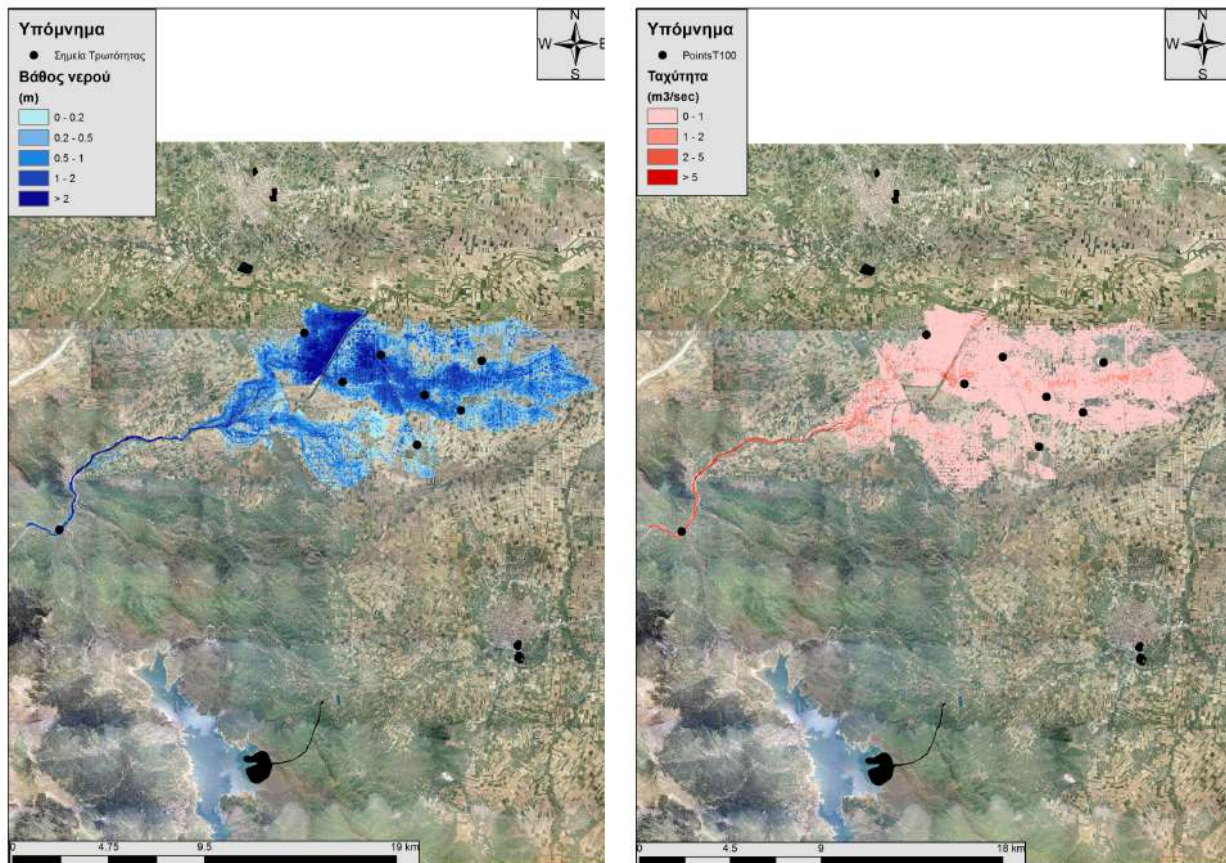 Υπόμνημα
Σημεία Τρωτότητας
Βάθος νερού
(m)
0 - 0.2
0.2 - 0.5
0.5 - 1
1 - 2
> 2
N
W E
S
0 4.75 9.5 19 km
Υπόμνημα
PointsT100
Ταχύτητα
(m3/sec)
0 - 1
1 - 2
2 - 5
> 5
N
W E
S
0 4.5 9 18 km